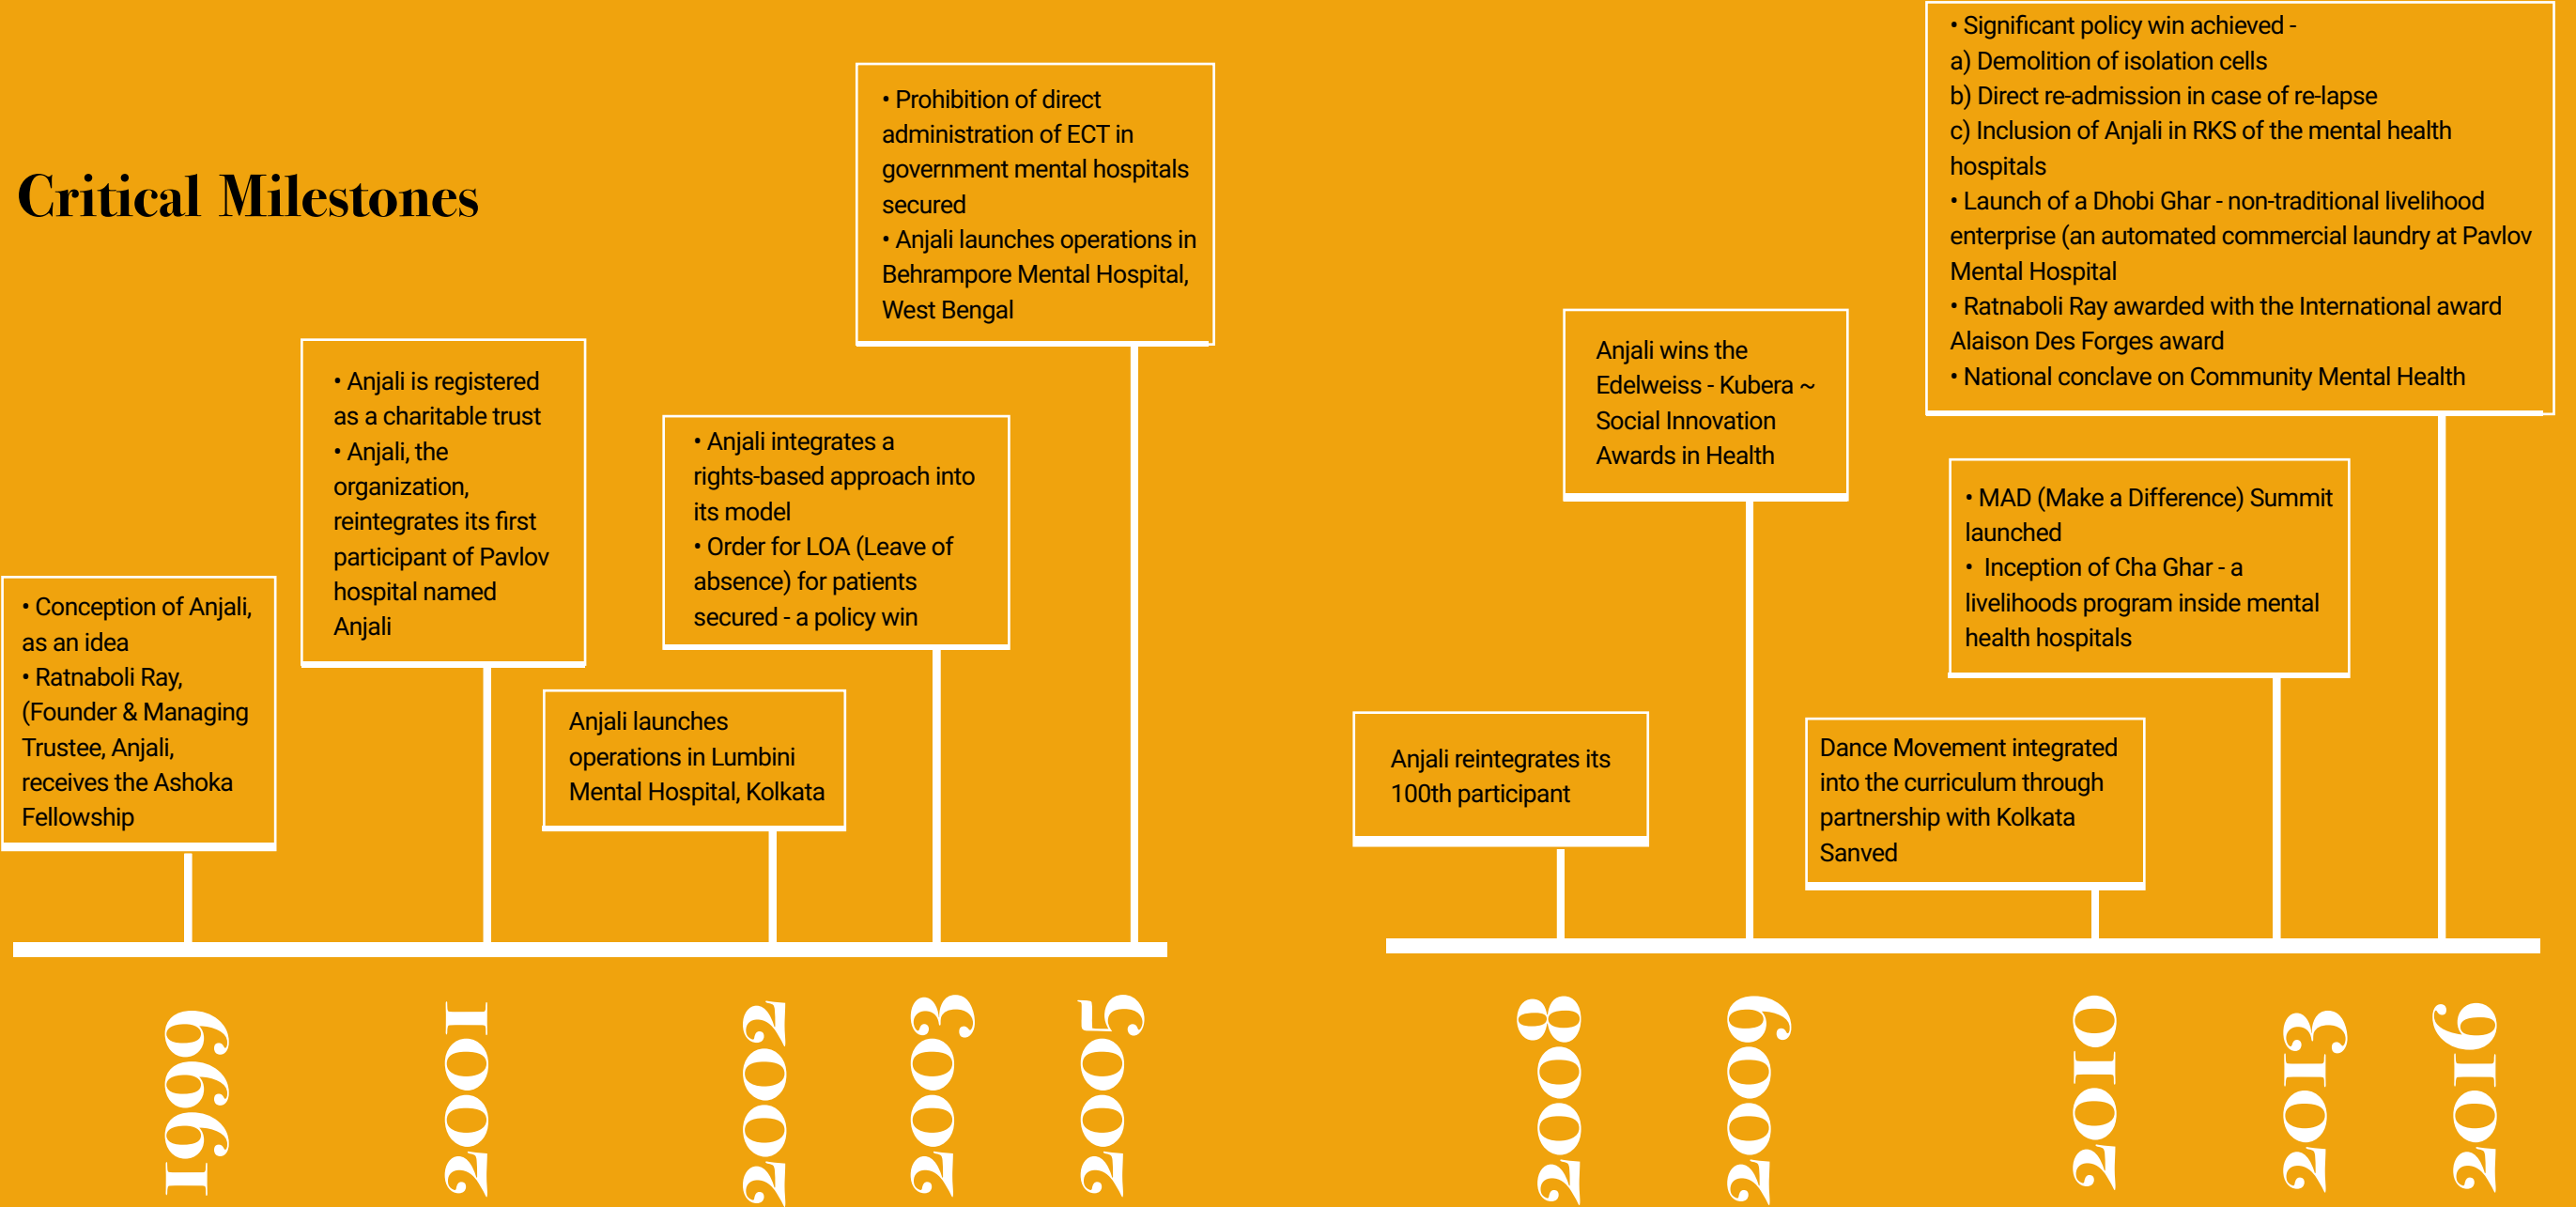 Critical Milestones
• Conception of Anjali,
as an idea
• Ratnaboli Ray,
(Founder & Managing
Trustee, Anjali,
receives the Ashoka
Fellowship
• Anjali is registered
as a charitable trust
• Anjali, the
organization,
reintegrates its first
participant of Pavlov
hospital named
Anjali
Anjali launches
operations in Lumbini
Mental Hospital, Kolkata
• Anjali integrates a
rights-based approach into
its model
• Order for LOA (Leave of
absence) for patients
secured - a policy win
• Prohibition of direct
administration of ECT in
government mental hospitals
secured
• Anjali launches operations in
Behrampore Mental Hospital,
West Bengal
Anjali reintegrates its
100th participant
Anjali wins the
Edelweiss - Kubera ~
Social Innovation
Awards in Health
Dance Movement integrated
into the curriculum through
partnership with Kolkata
Sanved
• MAD (Make a Difference) Summit
launched
• Inception of Cha Ghar - a
livelihoods program inside mental
health hospitals
• Significant policy win achieved -
a) Demolition of isolation cells
b) Direct re-admission in case of re-lapse
c) Inclusion of Anjali in RKS of the mental health
hospitals
• Launch of a Dhobi Ghar - non-traditional livelihood
enterprise (an automated commercial laundry at Pavlov
Mental Hospital
• Ratnaboli Ray awarded with the International award
Alaison Des Forges award
• National conclave on Community Mental Health
1999
2001
2002
2003
2005
2008
2009
2010
2013
2016